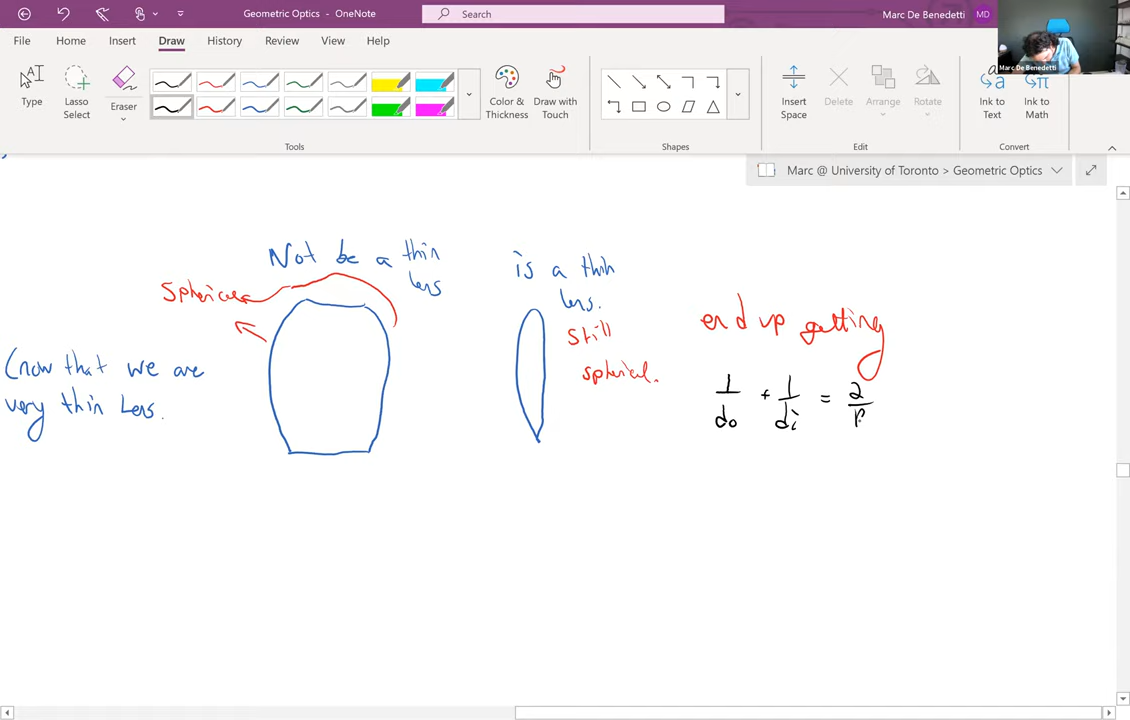 Geometric Optics - OneNote
Search
Marc De Benedetti
MD
File
Home
Insert
Draw
History
Review
View
Help
Marc De Benedetti
Type
Lasso Select
Eraser
Color & Thickness
Draw with Touch
Insert Space
Delete
Arrange
Rotate
Ink to Text
Ink to Math
Tools
Shapes
Edit
Convert
Marc @ University of Toronto > Geometric Optics
Not be a thin
lens
is a thin
lens.
Still
spherical.
end up getting
(now that we are
very thin Lens.
1/do + 1/di = 2/R